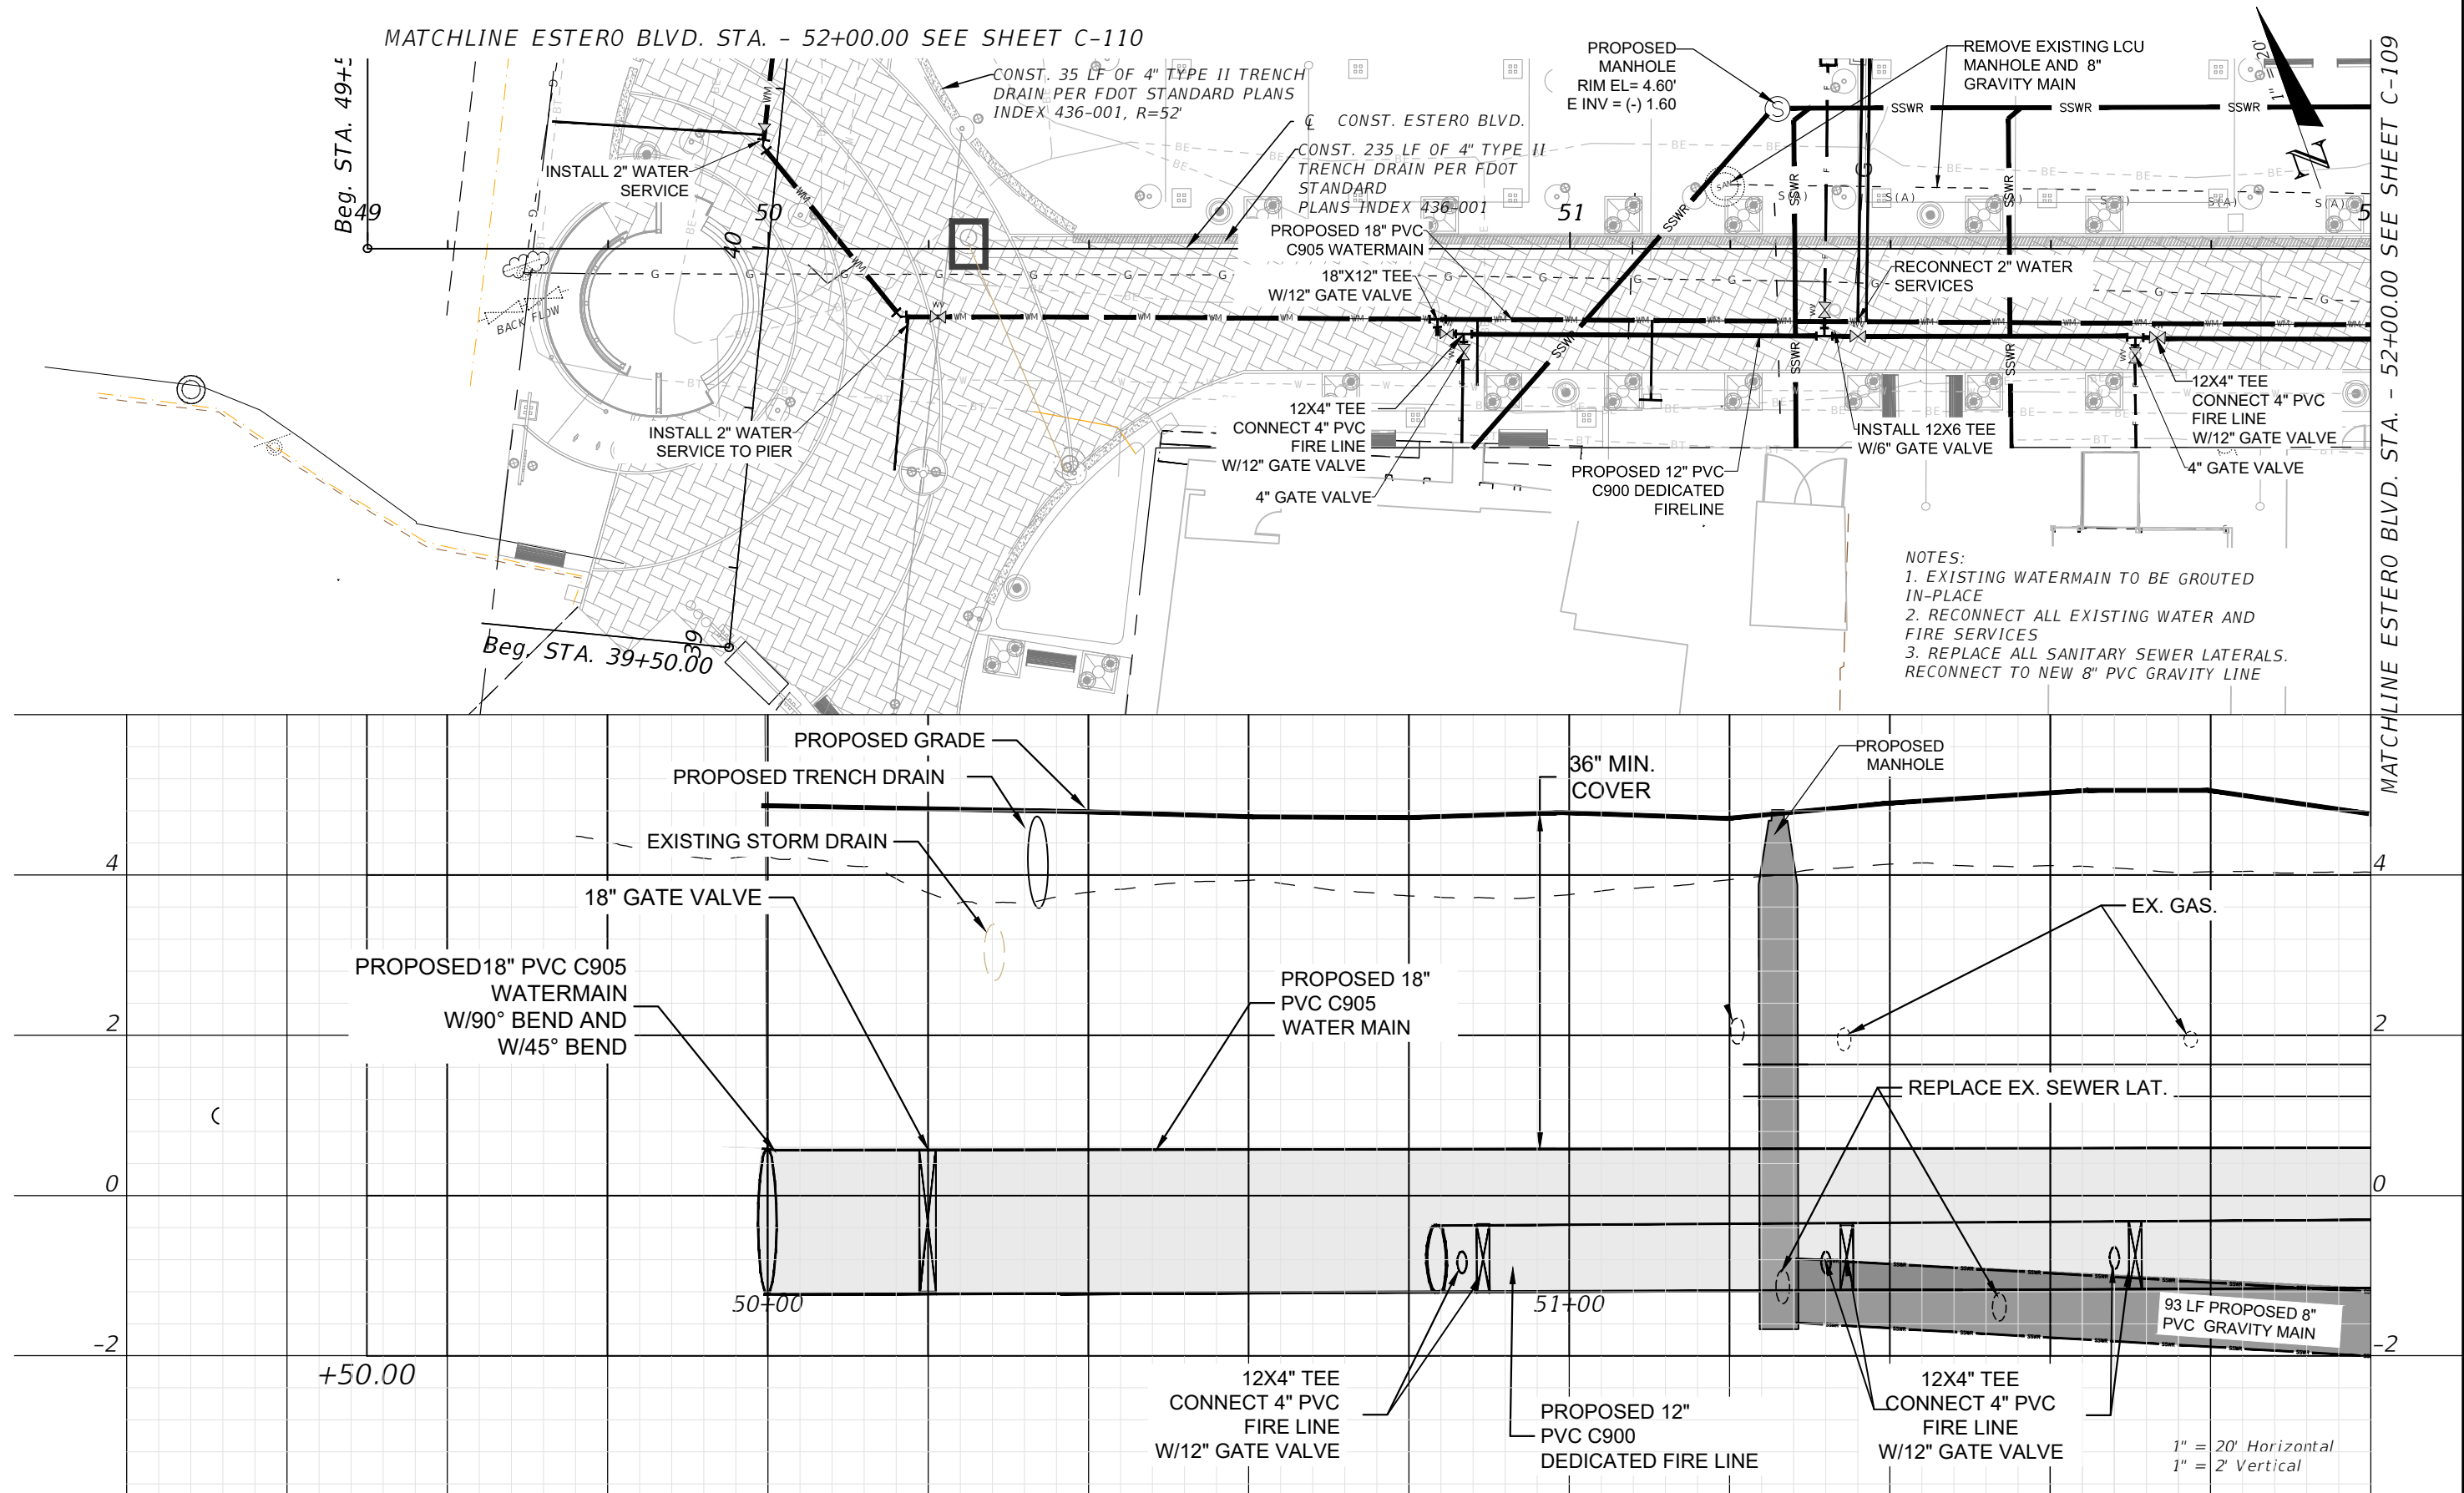 MATCHLINE ESTERO BLVD. STA. - 52+00.00 SEE SHEET C-110
Beg. STA. 49+5
49
CONST. 35 LF OF 4" TYPE II TRENCH
DRAIN PER FDOT STANDARD PLANS
INDEX 436-001, R=52'
CONST. ESTERO BLVD.
CONST. 235 LF OF 4" TYPE II
TRENCH DRAIN PER FDOT
STANDARD
PLANS INDEX 436-001
PROPOSED
MANHOLE
RIM EL= 4.60'
E INV = (-) 1.60
REMOVE EXISTING LCU
MANHOLE AND 8"
GRAVITY MAIN
1" = 20'
N
INSTALL 2" WATER
SERVICE
50
40
51
5
PROPOSED 18" PVC
C905 WATERMAIN
18"X12" TEE
W/12" GATE VALVE
RECONNECT 2" WATER
SERVICES
BACK FLOW
INSTALL 2" WATER
SERVICE TO PIER
12X4" TEE
CONNECT 4" PVC
FIRE LINE
W/12" GATE VALVE
4" GATE VALVE
PROPOSED 12" PVC
C900 DEDICATED
FIRELINE
INSTALL 12X6 TEE
W/6" GATE VALVE
12X4" TEE
CONNECT 4" PVC
FIRE LINE
W/12" GATE VALVE
4" GATE VALVE
SSWR SSWR SSWR
SSWR
SSWR
SSWR
SSWR
SSWR
SSWR
NOTES:
1. EXISTING WATERMAIN TO BE GROUTED
IN-PLACE
2. RECONNECT ALL EXISTING WATER AND
FIRE SERVICES
3. REPLACE ALL SANITARY SEWER LATERALS.
RECONNECT TO NEW 8" PVC GRAVITY LINE
39
Beg. STA. 39+50.00
MATCHLINE ESTERO BLVD. STA. - 52+00.00 SEE SHEET C-109
PROPOSED GRADE
PROPOSED TRENCH DRAIN
EXISTING STORM DRAIN
18" GATE VALVE
36" MIN.
COVER
PROPOSED
MANHOLE
EX. GAS.
PROPOSED18" PVC C905
WATERMAIN
W/90° BEND AND
W/45° BEND
PROPOSED 18"
PVC C905
WATER MAIN
REPLACE EX. SEWER LAT.
4
2
0
-2
4
2
0
-2
50+00
51+00
93 LF PROPOSED 8"
PVC GRAVITY MAIN
+50.00
12X4" TEE
CONNECT 4" PVC
FIRE LINE
W/12" GATE VALVE
PROPOSED 12"
PVC C900
DEDICATED FIRE LINE
12X4" TEE
CONNECT 4" PVC
FIRE LINE
W/12" GATE VALVE
1" = 20' Horizontal
1" = 2' Vertical